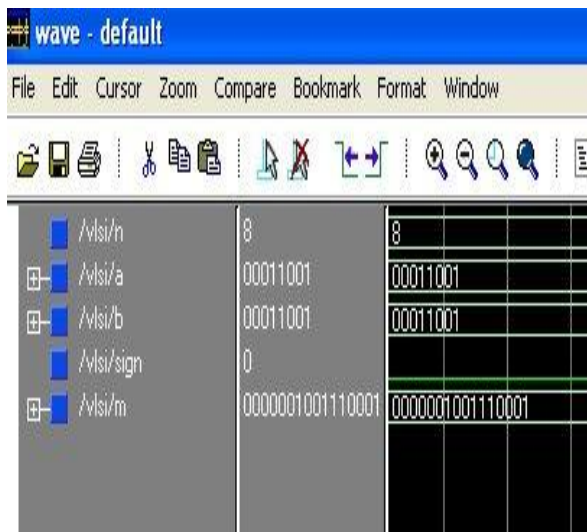 wave - default
File Edit Cursor Zoom Compare Bookmark Format Window
/vlsi/n 8 8
/vlsi/a 00011001 00011001
/vlsi/b 00011001 00011001
/vlsi/sign 0
/vlsi/m 0000001001110001 0000001001110001